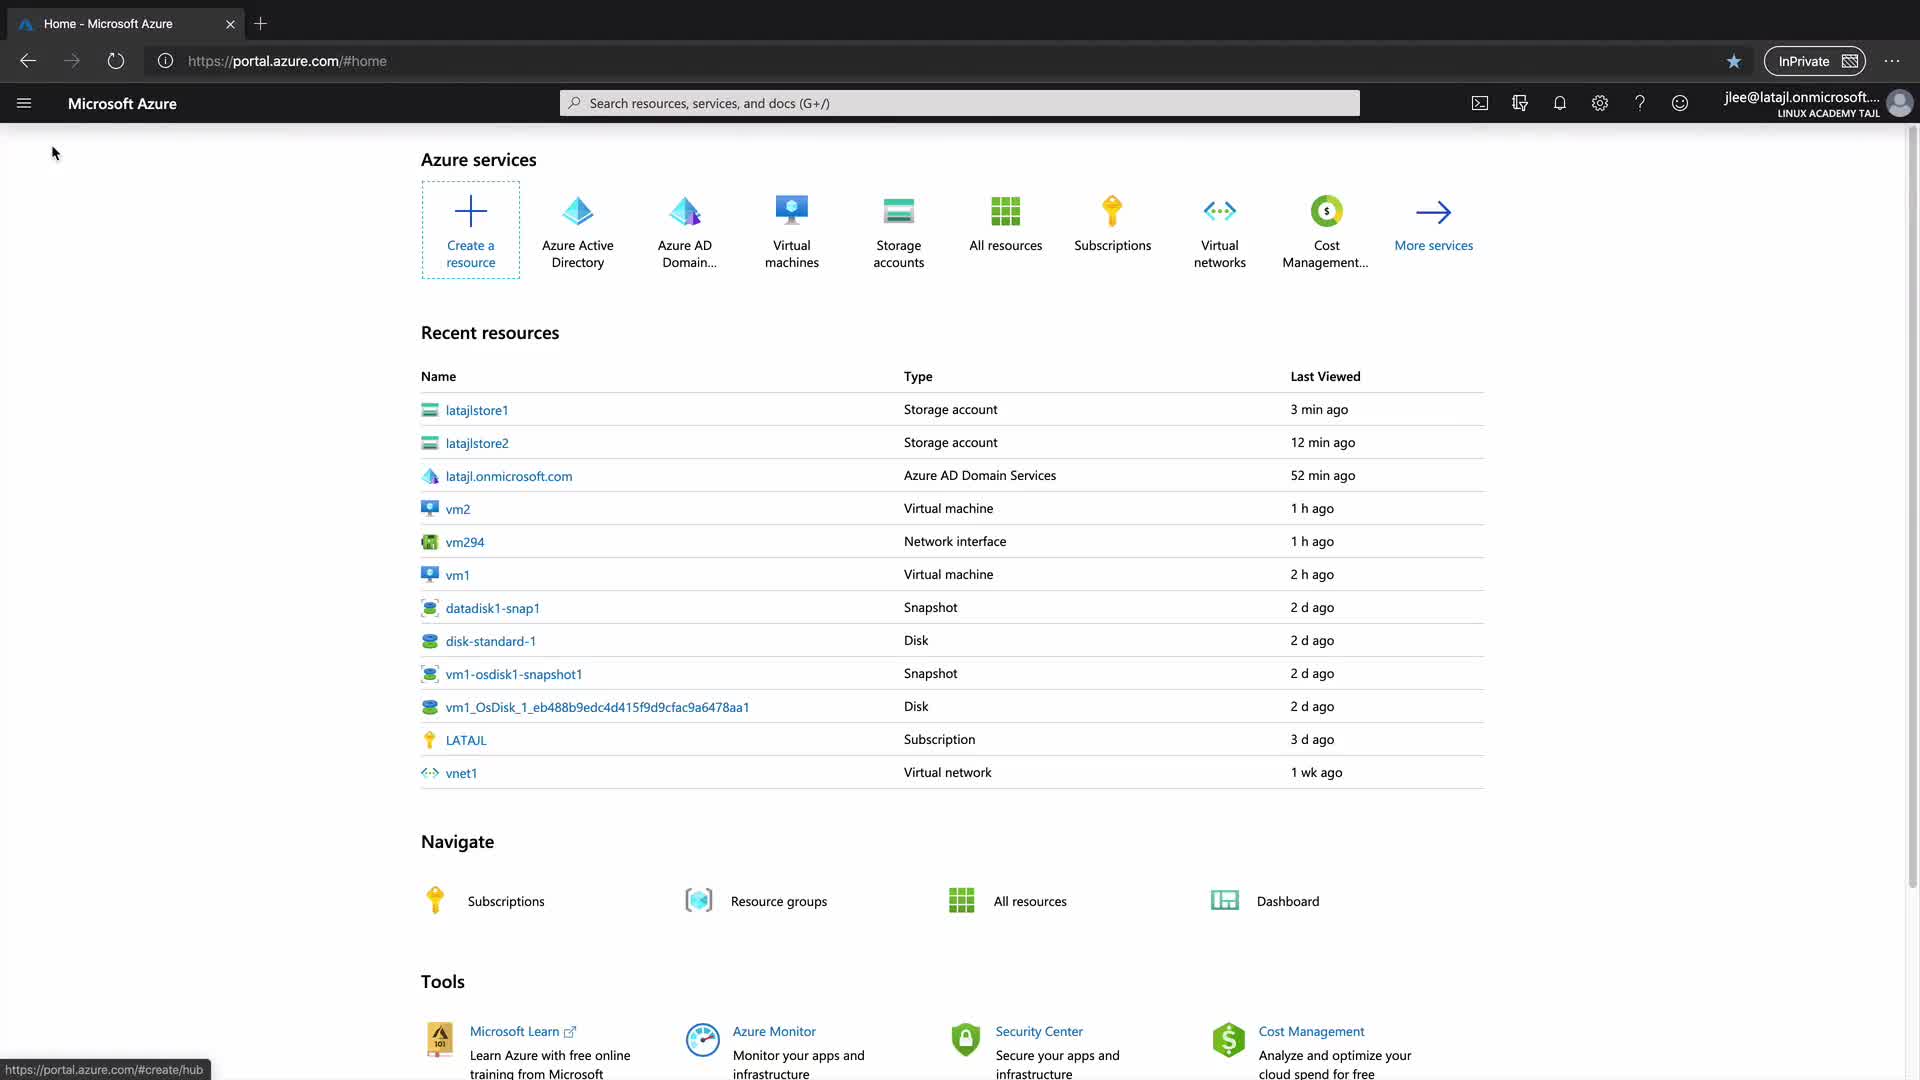 Home - Microsoft Azure
https://portal.azure.com/#home
InPrivate
Microsoft Azure
Search resources, services, and docs (G+/)
jlee@latajl.onmicrosoft....
LINUX ACADEMY TAJL
Azure services
Create a
resource
Azure Active
Directory
Azure AD
Domain...
Virtual
machines
Storage
accounts
All resources
Subscriptions
Virtual
networks
Cost
Management...
More services
Recent resources
Name Type Last Viewed
latajlstore1 Storage account 3 min ago
latajlstore2 Storage account 12 min ago
latajl.onmicrosoft.com Azure AD Domain Services 52 min ago
vm2 Virtual machine 1 h ago
vm294 Network interface 1 h ago
vm1 Virtual machine 2 h ago
datadisk1-snap1 Snapshot 2 d ago
disk-standard-1 Disk 2 d ago
vm1-osdisk1-snapshot1 Snapshot 2 d ago
vm1_OsDisk_1_eb488b9edc4d415f9d9cfac9a6478aa1 Disk 2 d ago
LATAJL Subscription 3 d ago
vnet1 Virtual network 1 wk ago
Navigate
Subscriptions Resource groups All resources Dashboard
Tools
101
Microsoft Learn
Learn Azure with free online
training from Microsoft
Azure Monitor
Monitor your apps and
infrastructure
Security Center
Secure your apps and
infrastructure
Cost Management
Analyze and optimize your
cloud spend for free
https://portal.azure.com/#create/hub